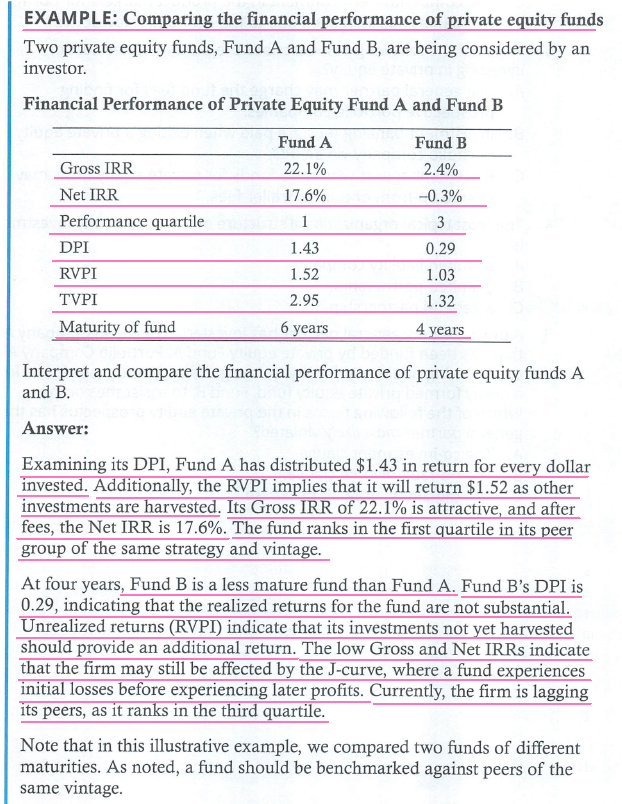 EXAMPLE: Comparing the financial performance of private equity funds
Two private equity funds, Fund A and Fund B, are being considered by an
investor.
Financial Performance of Private Equity Fund A and Fund B
Fund A Fund B
Gross IRR 22.1% 2.4%
Net IRR 17.6% –0.3%
Performance quartile 1 3
DPI 1.43 0.29
RVPI 1.52 1.03
TVPI 2.95 1.32
Maturity of fund 6 years 4 years
Interpret and compare the financial performance of private equity funds A
and B.
Answer:
Examining its DPI, Fund A has distributed $1.43 in return for every dollar
invested. Additionally, the RVPI implies that it will return $1.52 as other
investments are harvested. Its Gross IRR of 22.1% is attractive, and after
fees, the Net IRR is 17.6%. The fund ranks in the first quartile in its peer
group of the same strategy and vintage.
At four years, Fund B is a less mature fund than Fund A. Fund B's DPI is
0.29, indicating that the realized returns for the fund are not substantial.
Unrealized returns (RVPI) indicate that its investments not yet harvested
should provide an additional return. The low Gross and Net IRRs indicate
that the firm may still be affected by the J-curve, where a fund experiences
initial losses before experiencing later profits. Currently, the firm is lagging
its peers, as it ranks in the third quartile.
Note that in this illustrative example, we compared two funds of different
maturities. As noted, a fund should be benchmarked against peers of the
same vintage.